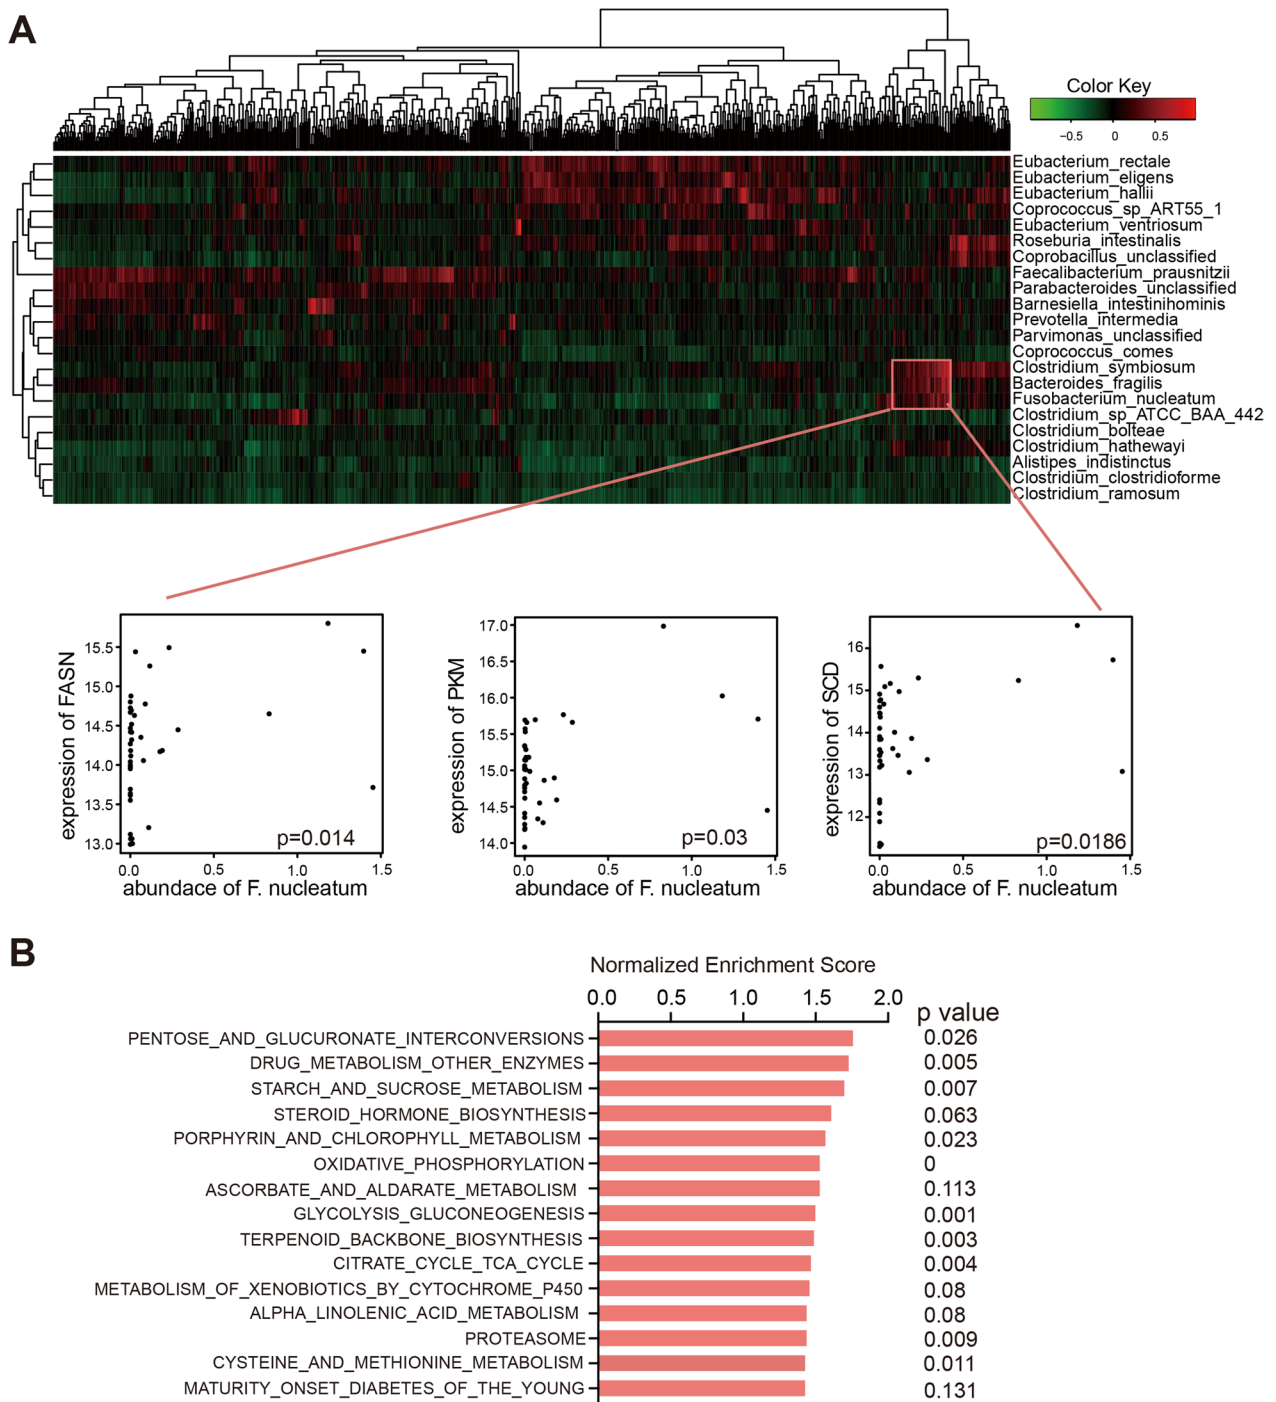 A
Color Key
−0.5 0 0.5
Eubacterium_rectale
Eubacterium_eligens
Eubacterium_hallii
Coprococcus_sp_ART55_1
Eubacterium_ventriosum
Roseburia_intestinalis
Coprobacillus_unclassified
Faecalibacterium_prausnitzii
Parabacteroides_unclassified
Barnesiella_intestinihominis
Prevotella_intermedia
Parvimonas_unclassified
Coprococcus_comes
Clostridium_symbiosum
Bacteroides_fragilis
Fusobacterium_nucleatum
Clostridium_sp_ATCC_BAA_442
Clostridium_bolteae
Clostridium_hathewayi
Alistipes_indistinctus
Clostridium_clostridioforme
Clostridium_ramosum
expression of FASN
15.5
15.0
14.5
14.0
13.5
13.0
p=0.014
0.0 0.5 1.0 1.5
abundace of F. nucleatum
expression of PKM
17.0
16.5
16.0
15.5
15.0
14.5
14.0
p=0.03
0.0 0.5 1.0 1.5
abundace of F. nucleatum
expression of SCD
16
15
14
13
12
p=0.0186
0.0 0.5 1.0 1.5
abundace of F. nucleatum
B
Normalized Enrichment Score
0.0 0.5 1.0 1.5 2.0
p value
PENTOSE_AND_GLUCURONATE_INTERCONVERSIONS 0.026
DRUG_METABOLISM_OTHER_ENZYMES 0.005
STARCH_AND_SUCROSE_METABOLISM 0.007
STEROID_HORMONE_BIOSYNTHESIS 0.063
PORPHYRIN_AND_CHLOROPHYLL_METABOLISM 0.023
OXIDATIVE_PHOSPHORYLATION 0
ASCORBATE_AND_ALDARATE_METABOLISM 0.113
GLYCOLYSIS_GLUCONEOGENESIS 0.001
TERPENOID_BACKBONE_BIOSYNTHESIS 0.003
CITRATE_CYCLE_TCA_CYCLE 0.004
METABOLISM_OF_XENOBIOTICS_BY_CYTOCHROME_P450 0.08
ALPHA_LINOLENIC_ACID_METABOLISM 0.08
PROTEASOME 0.009
CYSTEINE_AND_METHIONINE_METABOLISM 0.011
MATURITY_ONSET_DIABETES_OF_THE_YOUNG 0.131